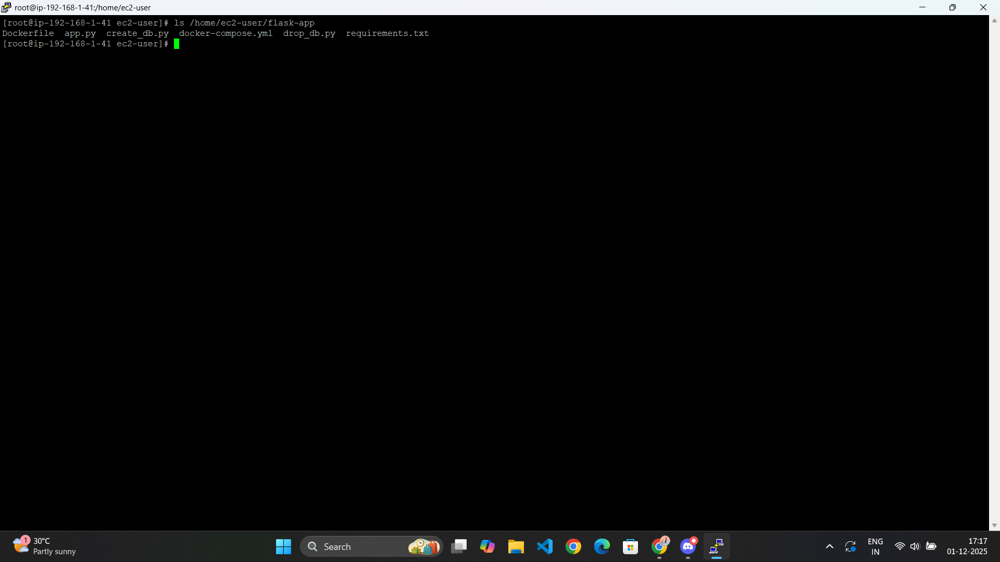 root@ip-192-168-1-41:/home/ec2-user
[root@ip-192-168-1-41 ec2-user]# ls /home/ec2-user/flask-app
Dockerfile  app.py  create_db.py  docker-compose.yml  drop_db.py  requirements.txt
[root@ip-192-168-1-41 ec2-user]#
1
30°C
Partly sunny
Search
ENG
IN
17:17
01-12-2025